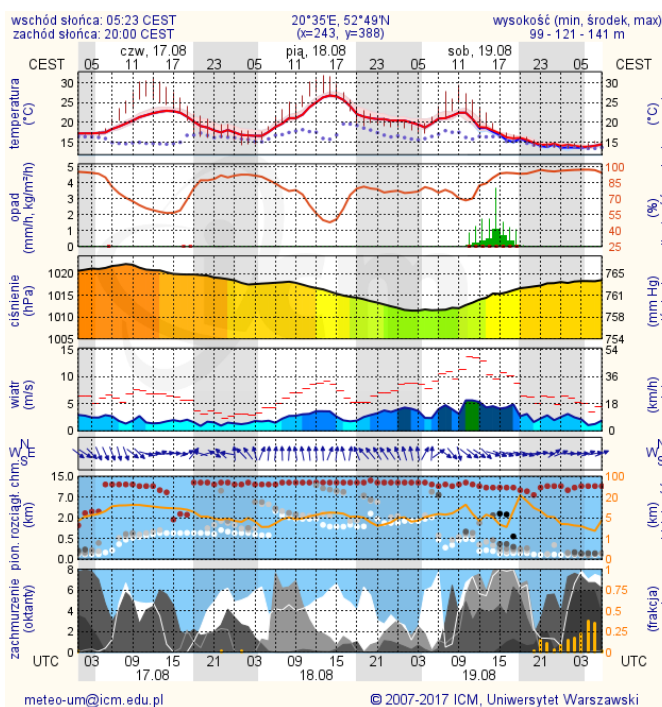 wschód słońca: 05:23 CEST 20°35'E, 52°49'N wysokość (min, środek, max)
zachód słońca: 20:00 CEST (x=243, y=388) 99 - 121 - 141 m
czw, 17.08 pią, 18.08 sob, 19.08
CEST 05 11 17 23 05 11 17 23 05 11 17 23 05 CEST
temperatura
(°C)
30 25 20 15
30 25 20 15
(°C)
opad
(mm/h, kg/m²/h)
5 4 3 2 1 0
100 85 70 55 40 25
(%)
ciśnienie
(hPa)
1020 1015 1010 1005
765 761 758 754
(mm Hg)
wiatr
(m/s)
15 10 5 0
54 36 18 0
(km/h)
W N E S
W N E S
pion. rozciągł. chm.
(km)
15.0 7.0 2.0 0.5 0.0
100 20 5 1 0
(km)
zachmurzenie
(oktanty)
8 6 4 2 0
1 0.75 0.5 0.25 0
(frakcja)
UTC 03 09 15 21 03 09 15 21 03 09 15 21 03 UTC
17.08 18.08 19.08
meteo-um@icm.edu.pl © 2007-2017 ICM, Uniwersytet Warszawski